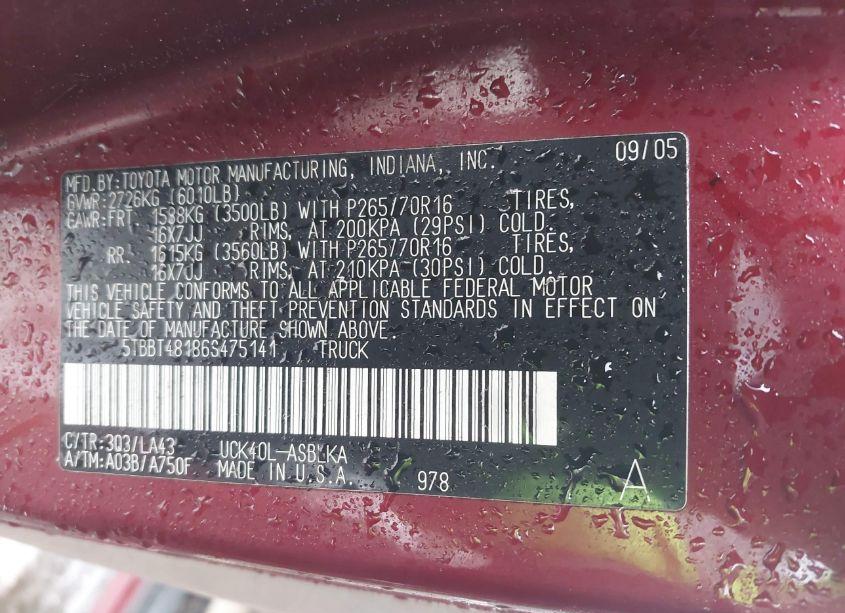 MFD.BY:TOYOTA MOTOR MANUFACTURING, INDIANA, INC. 09/05
GVWR:2726KG (6010LB)
GAWR:FRT. 1588KG (3500LB) WITH P265/70R16 TIRES,
16X7JJ RIMS, AT 200KPA (29PSI) COLD.
RR. 1615KG (3560LB) WITH P265/70R16 TIRES,
16X7JJ RIMS, AT 210KPA (30PSI) COLD.
THIS VEHICLE CONFORMS TO ALL APPLICABLE FEDERAL MOTOR
VEHICLE SAFETY AND THEFT PREVENTION STANDARDS IN EFFECT ON
THE DATE OF MANUFACTURE SHOWN ABOVE.
5TBBT48186S475141 TRUCK
C/TR:3Q3/LA43 UCK40L-ASBLKA
A/TM:A03B/A750F MADE IN U.S.A. 978 A